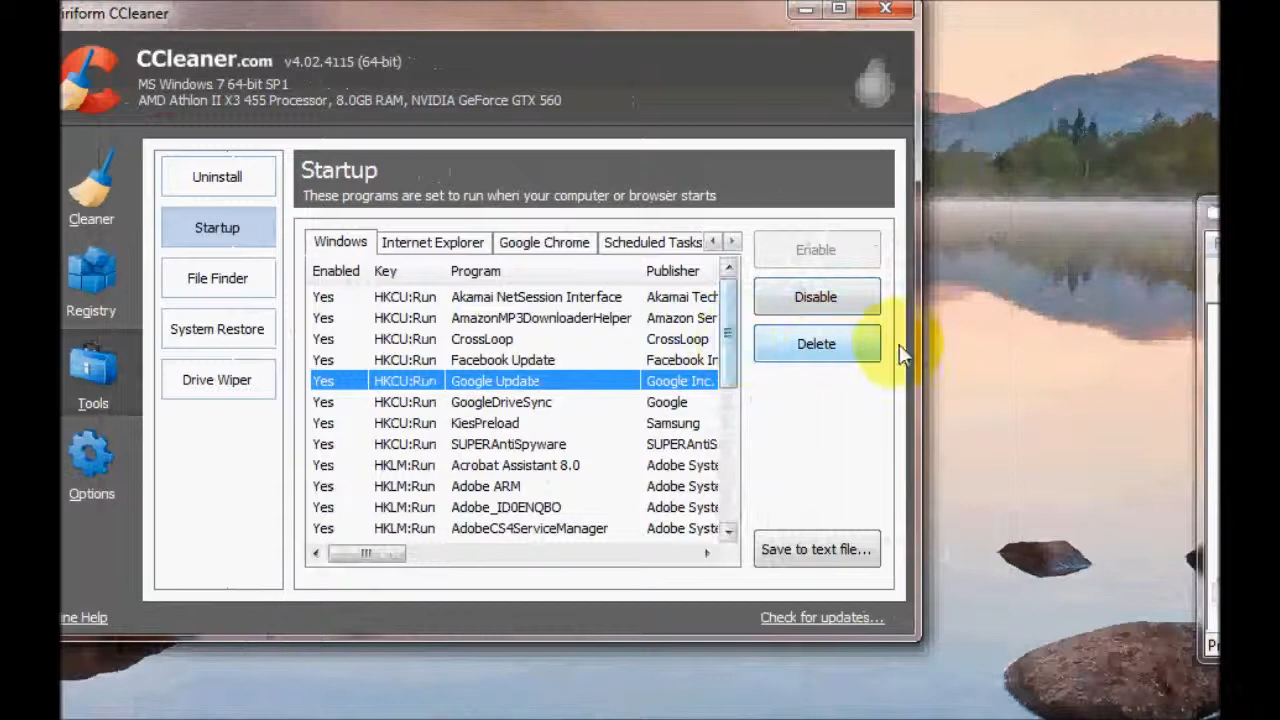 iriform CCleaner
CCleaner.com v4.02.4115 (64-bit)
MS Windows 7 64-bit SP1
AMD Athlon II X3 455 Processor, 8.0GB RAM, NVIDIA GeForce GTX 560
Cleaner
Registry
Tools
Options
Uninstall
Startup
File Finder
System Restore
Drive Wiper
Startup
These programs are set to run when your computer or browser starts
Windows Internet Explorer Google Chrome Scheduled Tasks
Enabled Key Program Publisher
Yes HKCU:Run Akamai NetSession Interface Akamai Tech
Yes HKCU:Run AmazonMP3DownloaderHelper Amazon Ser
Yes HKCU:Run CrossLoop CrossLoop
Yes HKCU:Run Facebook Update Facebook In
Yes HKCU:Run Google Update Google Inc.
Yes HKCU:Run GoogleDriveSync Google
Yes HKCU:Run KiesPreload Samsung
Yes HKCU:Run SUPERAntiSpyware SUPERAntiS
Yes HKLM:Run Acrobat Assistant 8.0 Adobe Syste
Yes HKLM:Run Adobe ARM Adobe Syste
Yes HKLM:Run Adobe_ID0ENQBO Adobe Syste
Yes HKLM:Run AdobeCS4ServiceManager Adobe Syste
Enable
Disable
Delete
Save to text file...
ine Help
Check for updates...